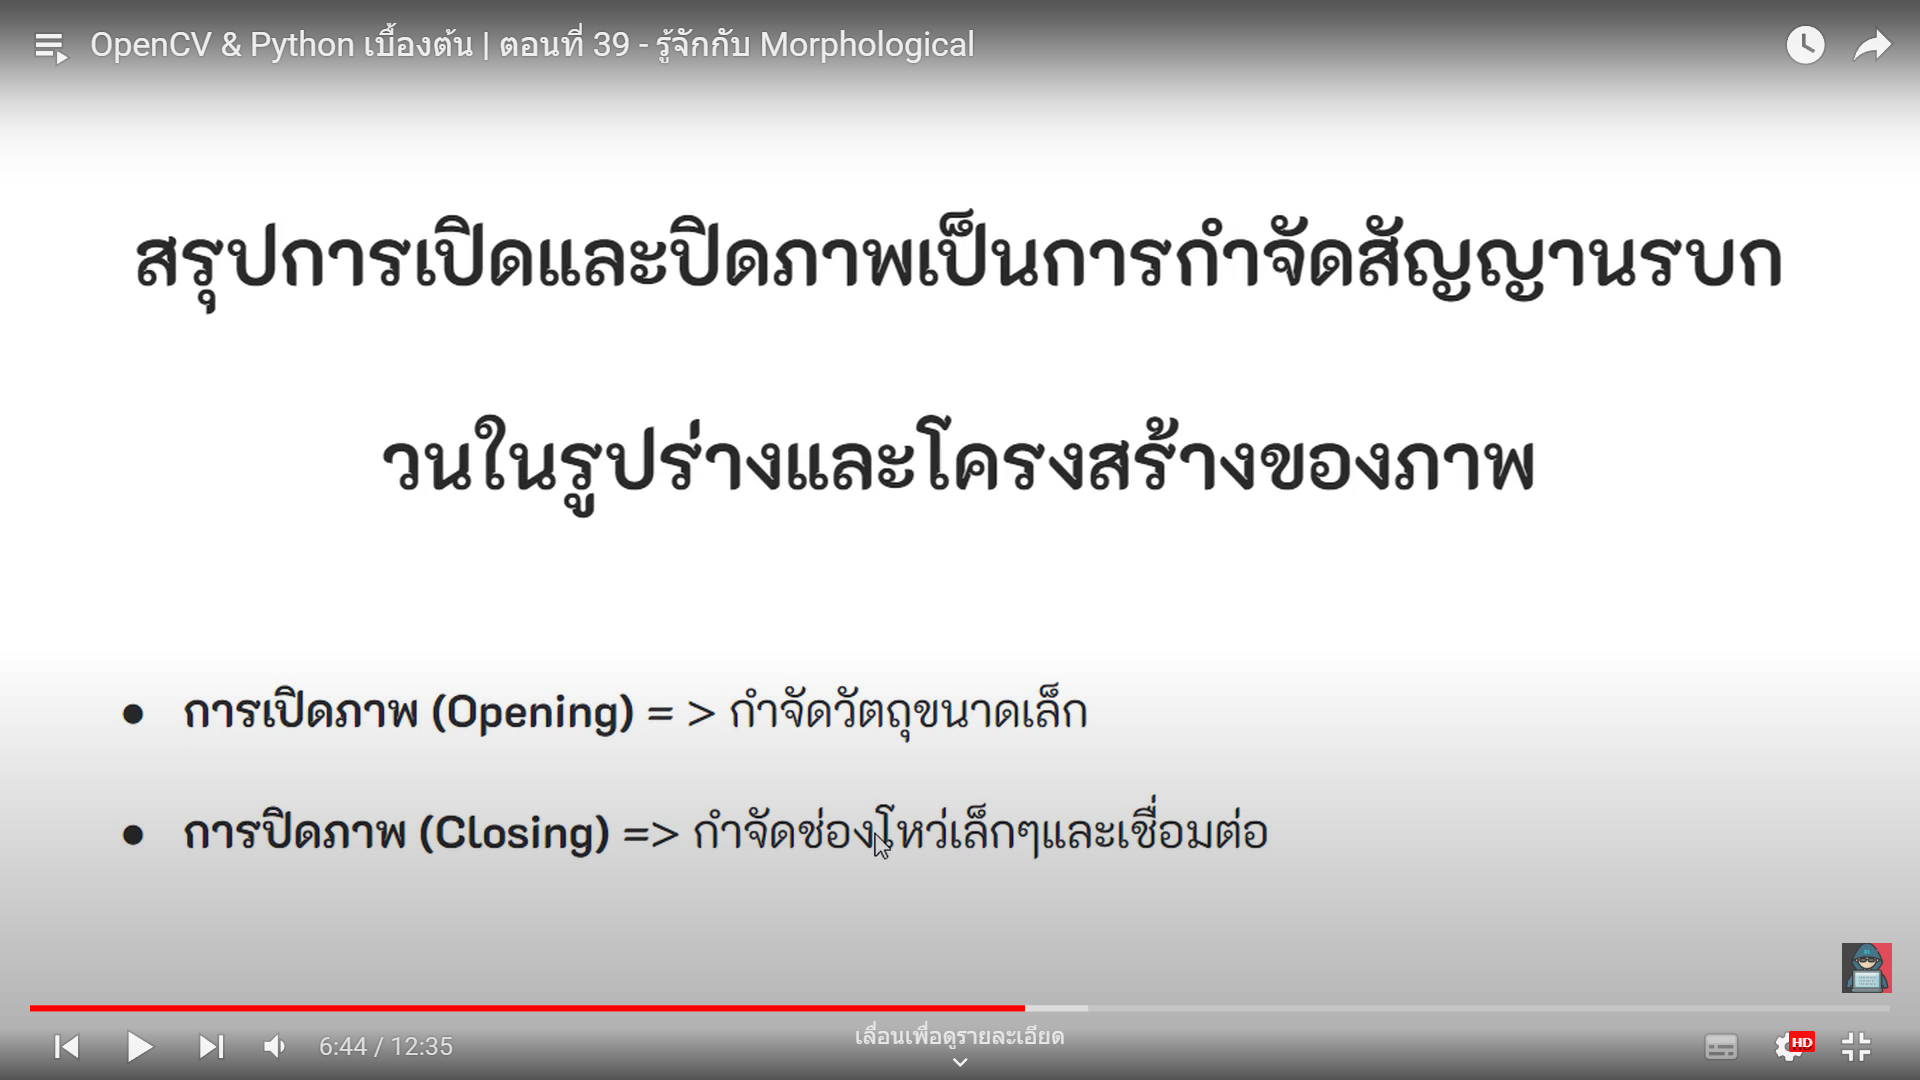 OpenCV & Python เบื้องต้น | ตอนที่ 39 - รู้จักกับ Morphological
สรุปการเปิดและปิดภาพเป็นการกำจัดสัญญานรบก
วนในรูปร่างและโครงสร้างของภาพ
● การเปิดภาพ (Opening) = > กำจัดวัตถุขนาดเล็ก
● การปิดภาพ (Closing) => กำจัดช่องโหว่เล็กๆและเชื่อมต่อ
เลื่อนเพื่อดูรายละเอียด
6:44 / 12:35
HD